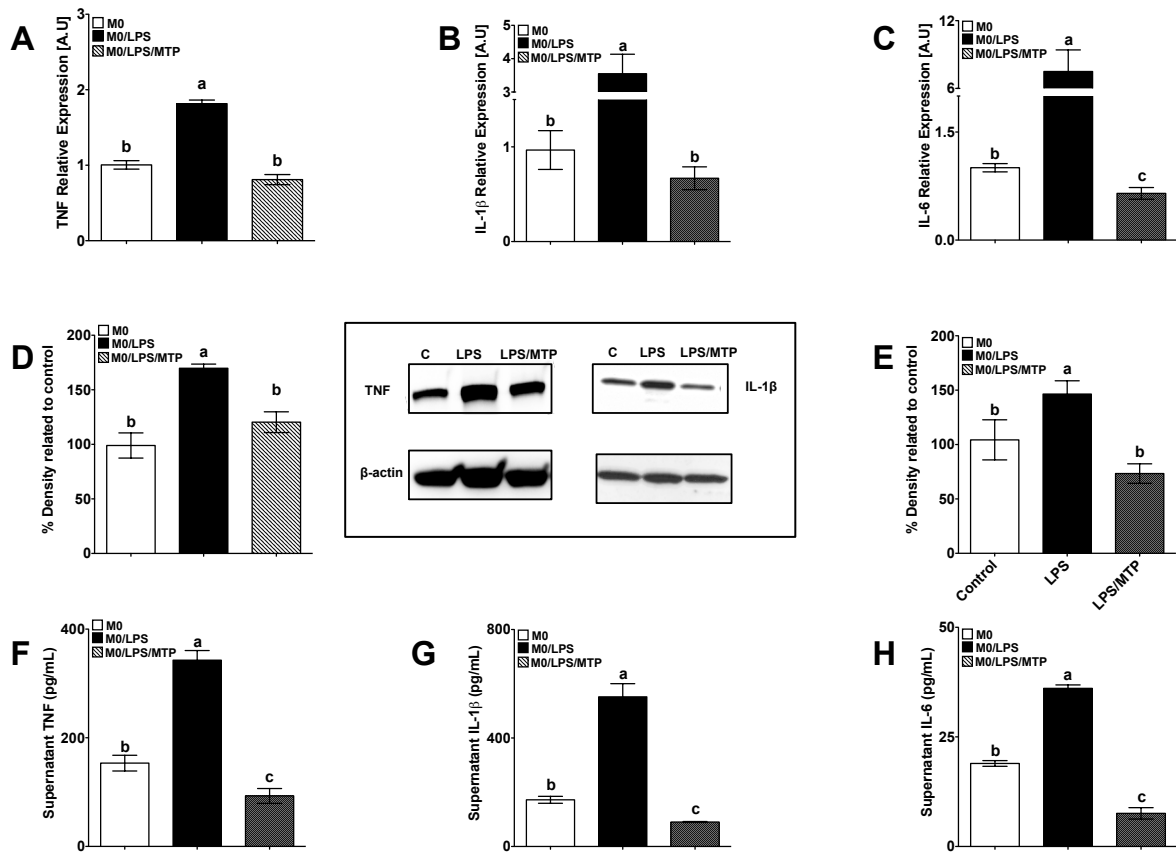 A
TNF Relative Expression [A.U]
M0
M0/LPS
M0/LPS/MTP
3
2
1
0
b
a
b
B
IL-1β Relative Expression [A.U]
M0
M0/LPS
M0/LPS/MTP
5
4
3
1
0
b
a
b
C
IL-6 Relative Expression [A.U]
M0
M0/LPS
M0/LPS/MTP
12
6
1.5
0.0
b
a
c
D
% Density related to control
M0
M0/LPS
M0/LPS/MTP
200
150
100
50
0
b
a
b
C LPS LPS/MTP
TNF
β-actin
C LPS LPS/MTP
IL-1β
E
% Density related to control
M0
M0/LPS
M0/LPS/MTP
200
150
100
50
0
b
a
b
Control
LPS
LPS/MTP
F
Supernatant TNF (pg/mL)
M0
M0/LPS
M0/LPS/MTP
400
200
0
b
a
c
G
Supernatant IL-1β (pg/mL)
M0
M0/LPS
M0/LPS/MTP
800
400
0
b
a
c
H
Supernatant IL-6 (pg/mL)
M0
M0/LPS
M0/LPS/MTP
50
25
0
b
a
c